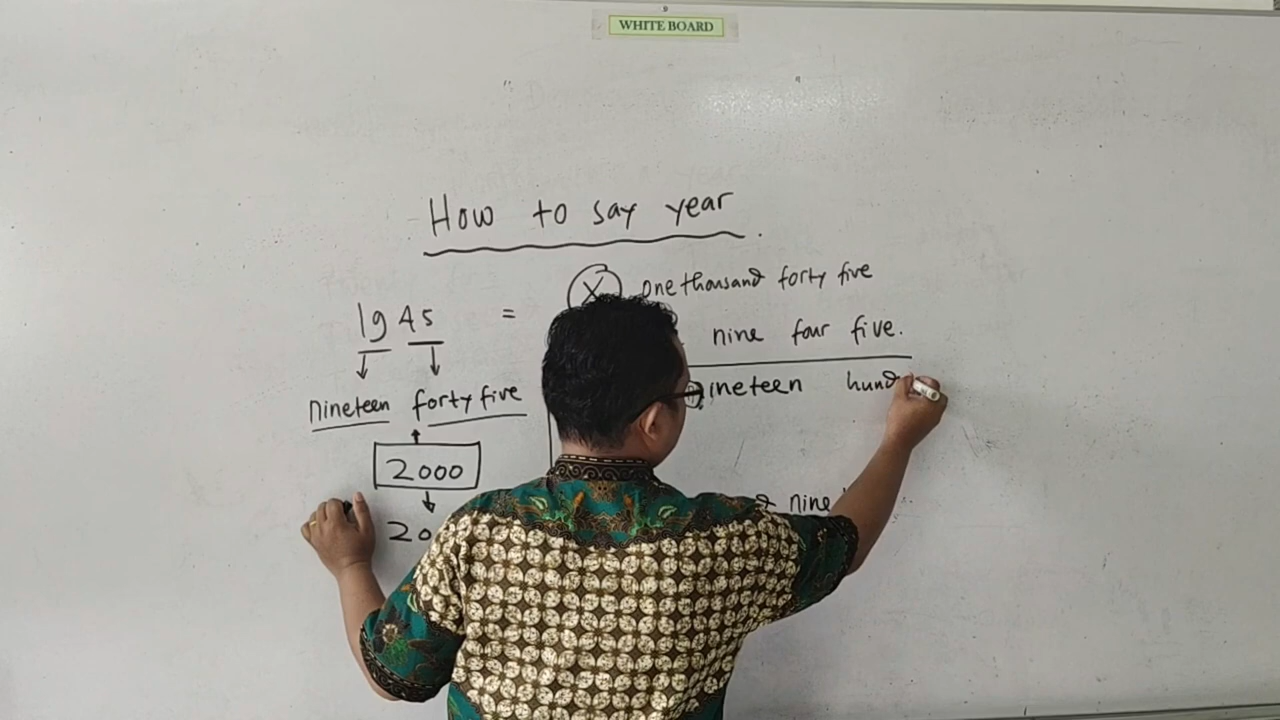 WHITE BOARD
How to say year.
1945 = X one thousand forty five
nine four five.
nineteen forty five
ineteen hund
2000
20
nine